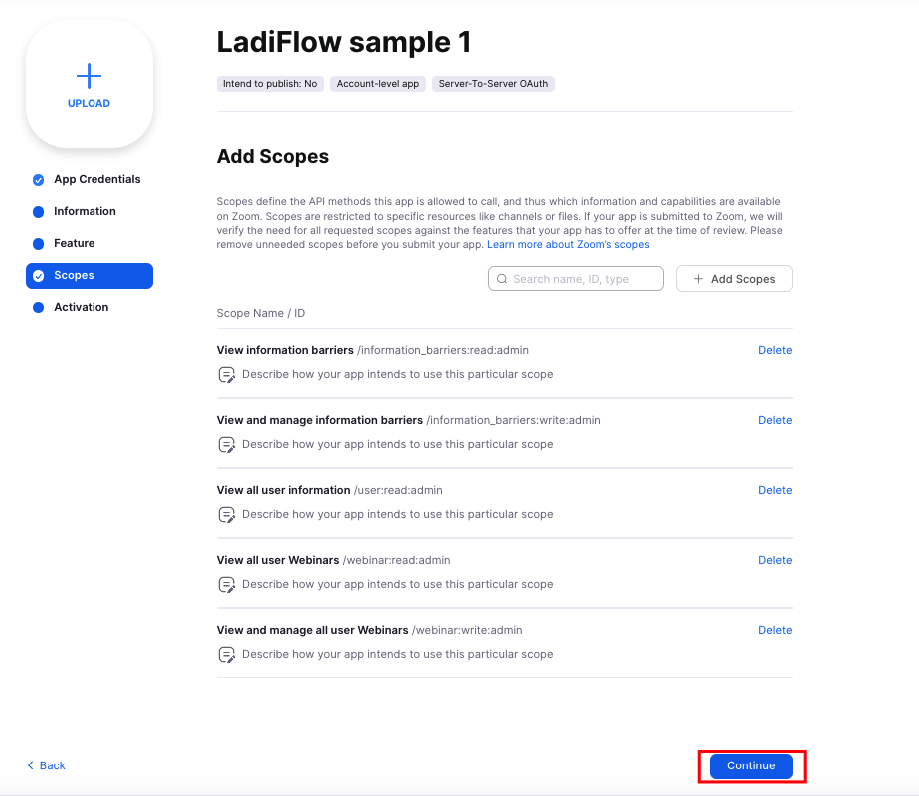 LadiFlow sample 1
Intend to publish: No
Account-level app
Server-To-Server OAuth
UPLOAD
App Credentials
Information
Feature
Scopes
Activation
Add Scopes
Scopes define the API methods this app is allowed to call, and thus which information and capabilities are available
on Zoom. Scopes are restricted to specific resources like channels or files. If your app is submitted to Zoom, we will
verify the need for all requested scopes against the features that your app has to offer at the time of review. Please
remove unneeded scopes before you submit your app. Learn more about Zoom's scopes
Search name, ID, type
+ Add Scopes
Scope Name / ID
View information barriers /information_barriers:read:admin Delete
Describe how your app intends to use this particular scope
View and manage information barriers /information_barriers:write:admin Delete
Describe how your app intends to use this particular scope
View all user information /user:read:admin Delete
Describe how your app intends to use this particular scope
View all user Webinars /webinar:read:admin Delete
Describe how your app intends to use this particular scope
View and manage all user Webinars /webinar:write:admin Delete
Describe how your app intends to use this particular scope
Back
Continue